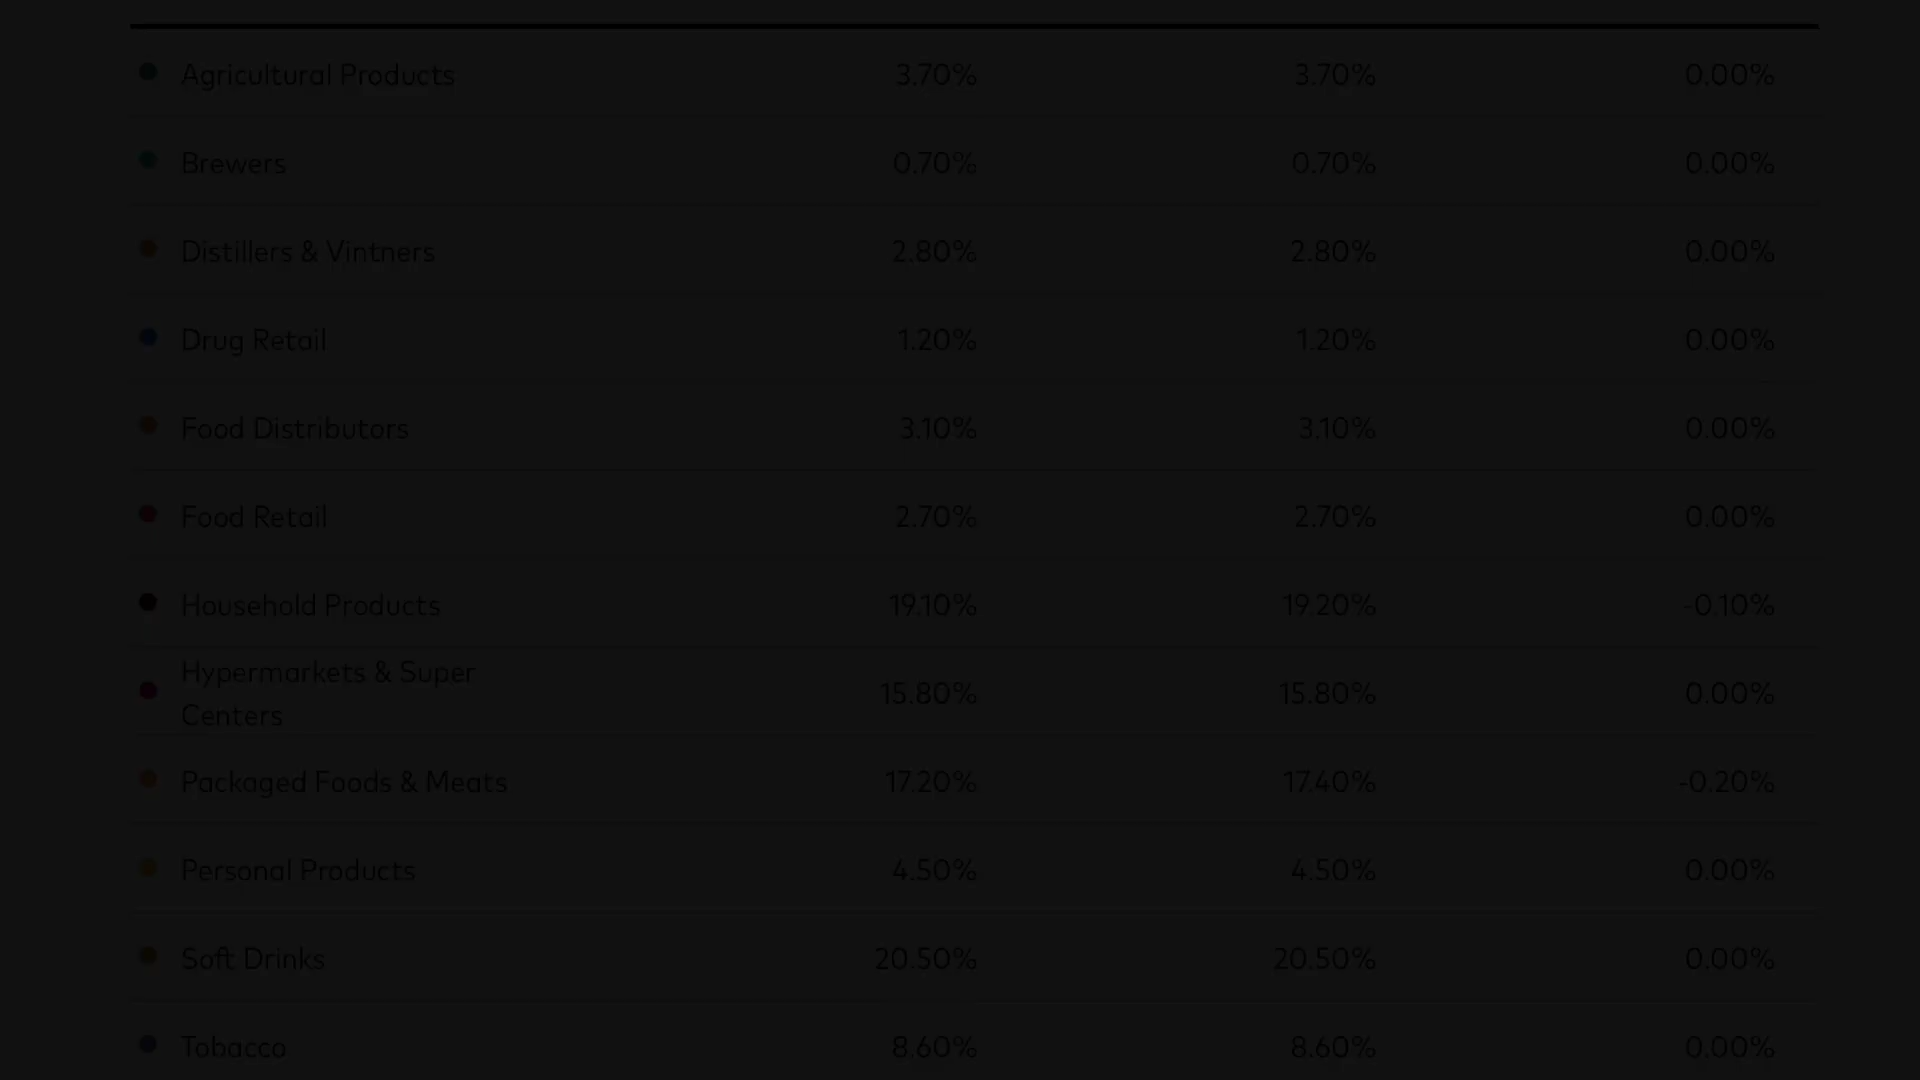 Agricultural Products 3.70% 3.70% 0.00%
Brewers 0.70% 0.70% 0.00%
Distillers & Vintners 2.80% 2.80% 0.00%
Drug Retail 1.20% 1.20% 0.00%
Food Distributors 3.10% 3.10% 0.00%
Food Retail 2.70% 2.70% 0.00%
Household Products 19.10% 19.20% -0.10%
Hypermarkets & Super
Centers 15.80% 15.80% 0.00%
Packaged Foods & Meats 17.20% 17.40% -0.20%
Personal Products 4.50% 4.50% 0.00%
Soft Drinks 20.50% 20.50% 0.00%
Tobacco 8.60% 8.60% 0.00%